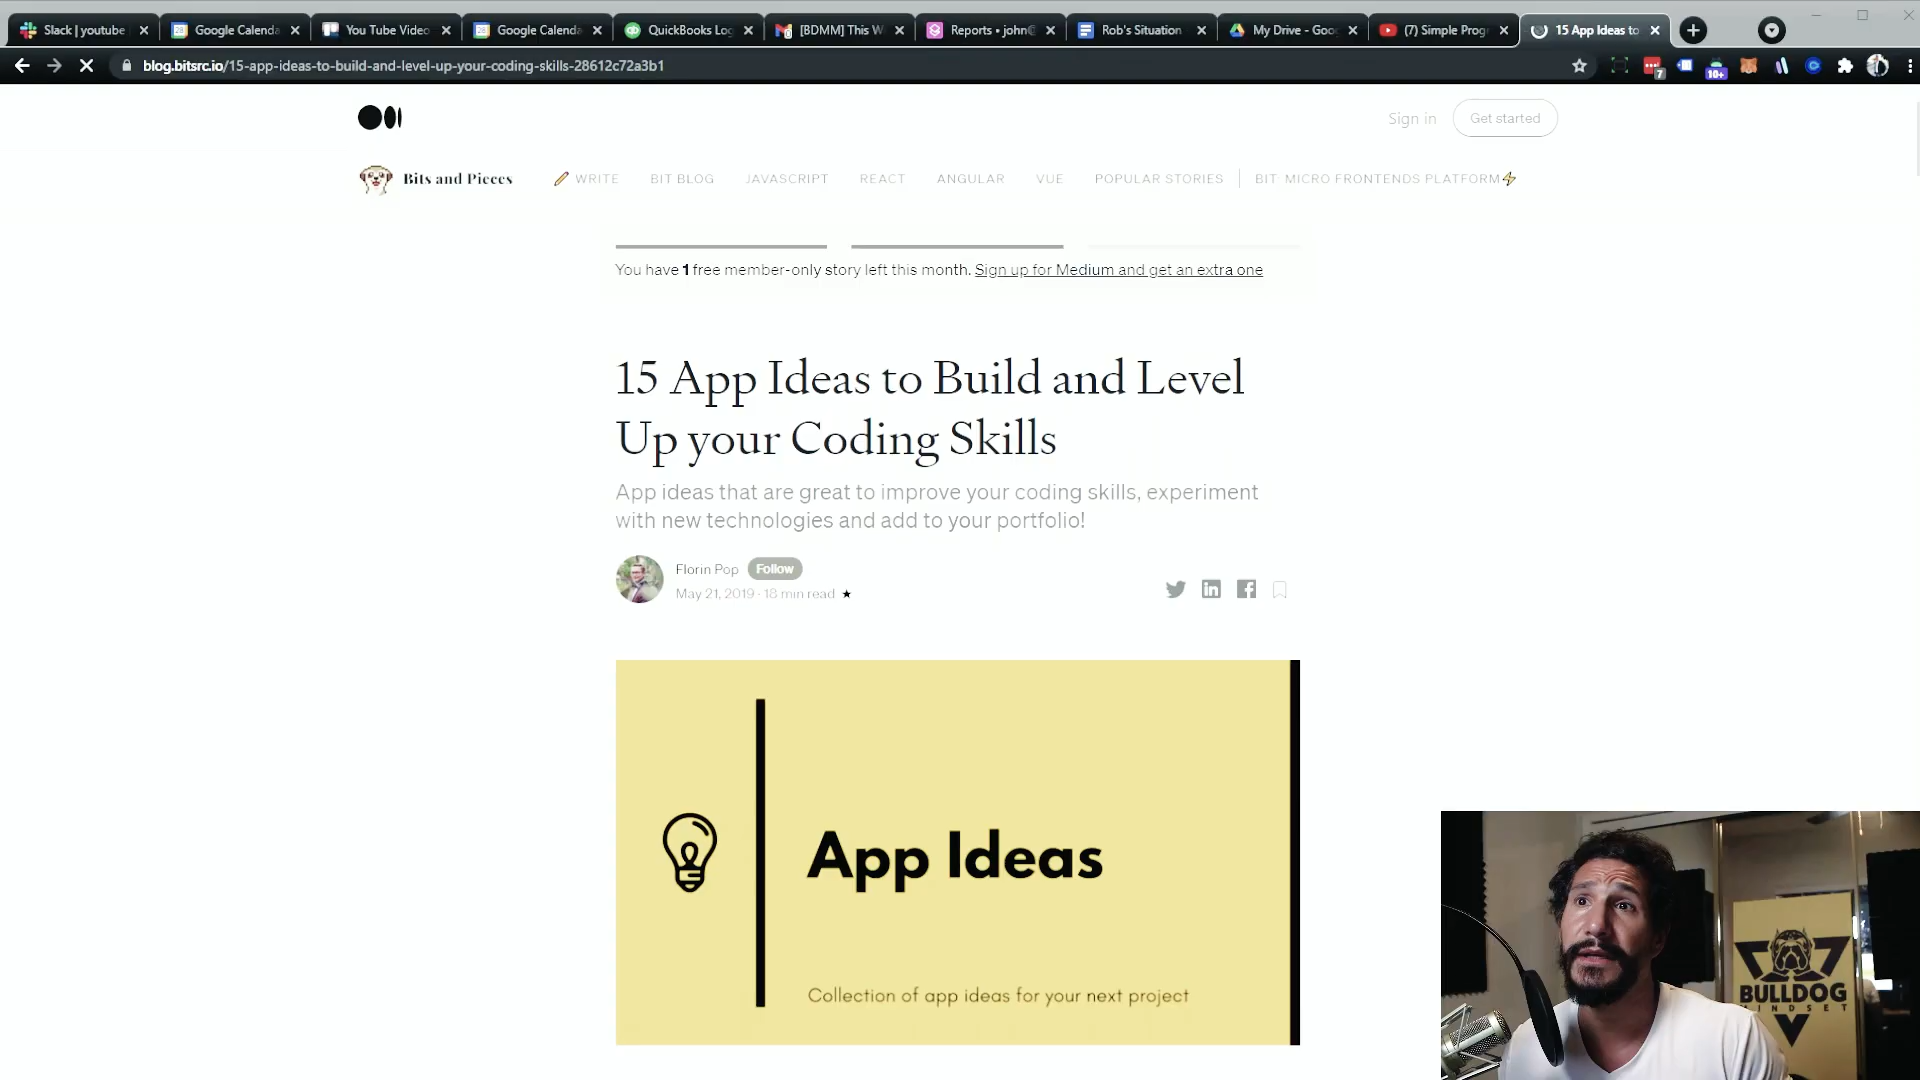 Slack | youtube
Google Calenda
You Tube Video
Google Calenda
QuickBooks Log
[BDMM] This W
Reports • john@
Rob's Situation
My Drive - Goo
(7) Simple Prog
15 App Ideas to
blog.bitsrc.io/15-app-ideas-to-build-and-level-up-your-coding-skills-28612c72a3b1
7
10+
Sign in
Get started
Bits and Pieces
WRITE
BIT BLOG
JAVASCRIPT
REACT
ANGULAR
VUE
POPULAR STORIES
BIT: MICRO FRONTENDS PLATFORM⚡
You have 1 free member-only story left this month. Sign up for Medium and get an extra one
15 App Ideas to Build and Level
Up your Coding Skills
App ideas that are great to improve your coding skills, experiment
with new technologies and add to your portfolio!
Florin Pop
Follow
May 21, 2019 · 18 min read ★
App Ideas
Collection of app ideas for your next project
BULLDOG
MINDSET